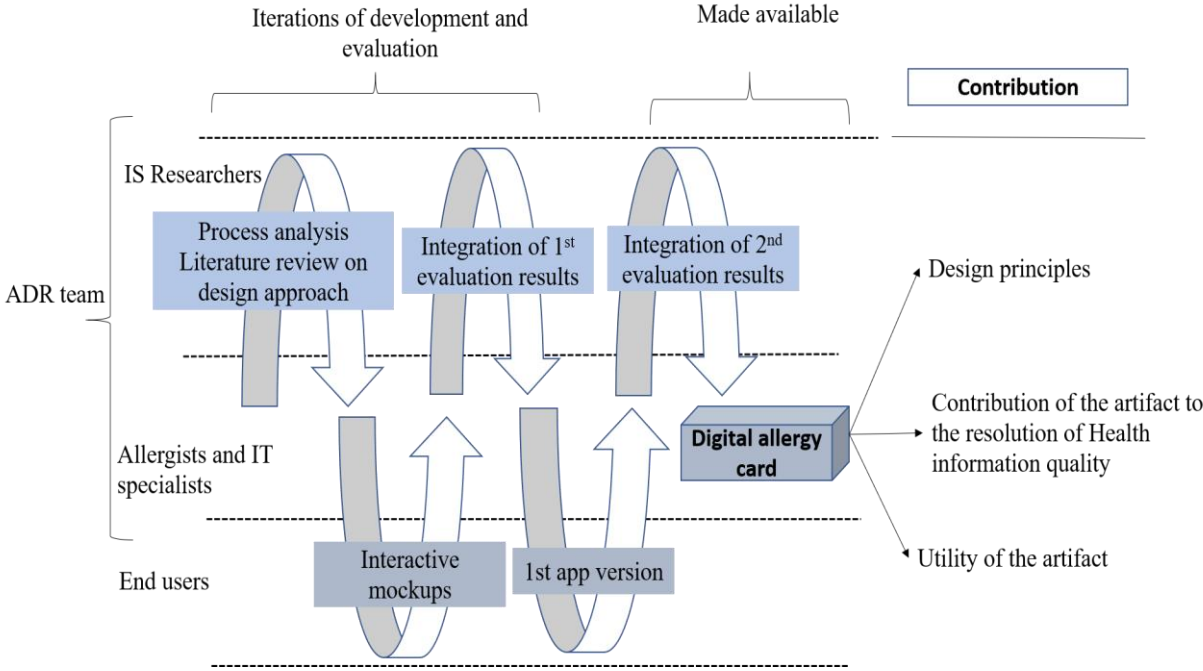 Iterations of development and
evaluation
Made available
Contribution
IS Researchers
Process analysis
Literature review on
design approach
Integration of 1st
evaluation results
Integration of 2nd
evaluation results
Design principles
ADR team
Contribution of the artifact to
the resolution of Health
information quality
Digital allergy
card
Allergists and IT
specialists
Utility of the artifact
End users
Interactive
mockups
1st app version